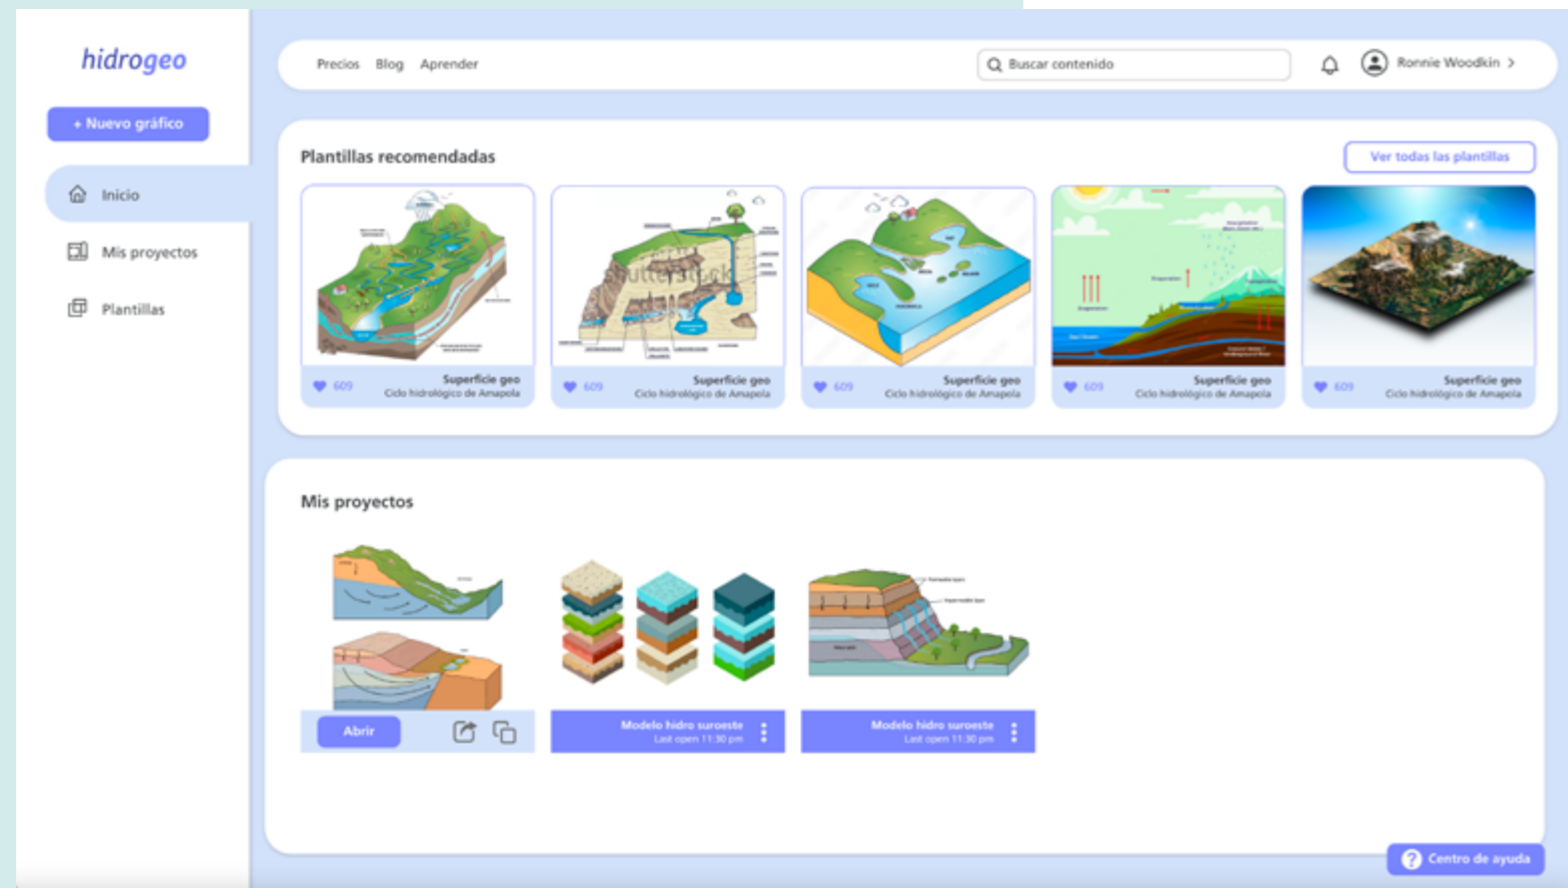 hidrogeo
+ Nuevo gráfico
Inicio
Mis proyectos
Plantillas
Precios Blog Aprender
Buscar contenido
Ronnie Woodkin
Plantillas recomendadas
Ver todas las plantillas
shutterstock
Evaporation
609
Superficie geo
Ciclo hidrológico de Amapola
609
Superficie geo
Ciclo hidrológico de Amapola
609
Superficie geo
Ciclo hidrológico de Amapola
609
Superficie geo
Ciclo hidrológico de Amapola
609
Superficie geo
Ciclo hidrológico de Amapola
Mis proyectos
Abrir
Modelo hidro suroeste
Last open 11:30 pm
Modelo hidro suroeste
Last open 11:30 pm
? Centro de ayuda